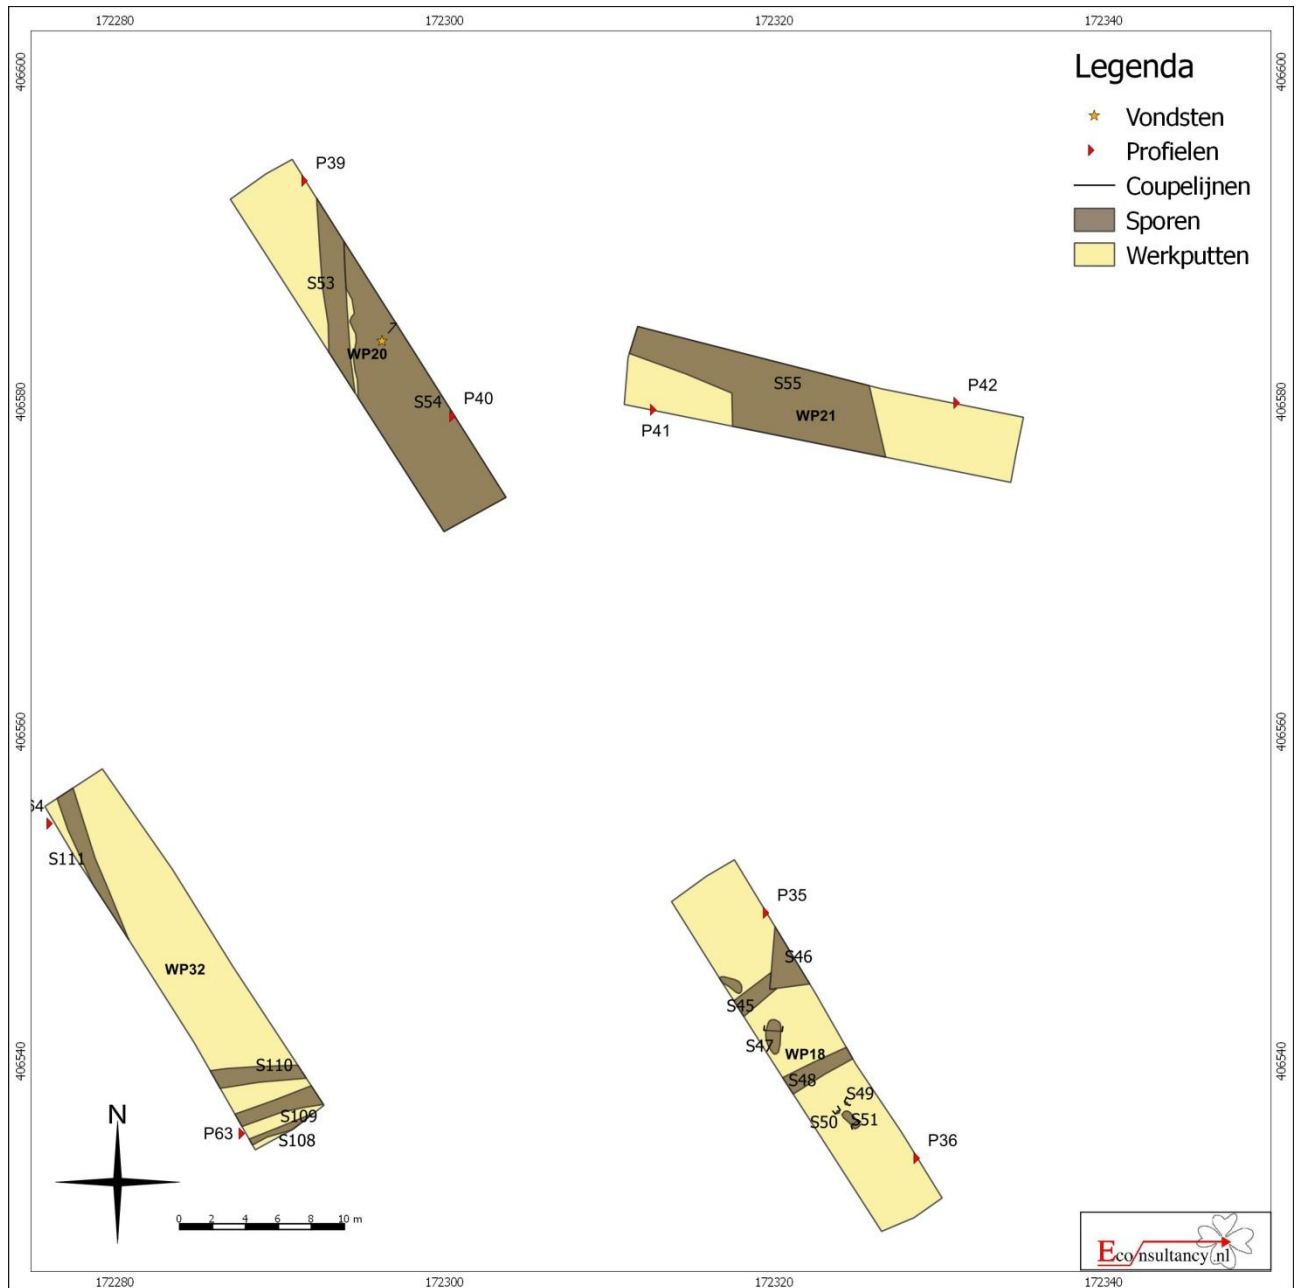 172280 172300 172320 172340
406600
406600
Legenda
Vondsten
Profielen
Coupelijnen
Sporen
Werkputten
P39
S53
7
WP20
S54
P40
406580
406580
S55
WP21
P41
P42
406560
406560
64
S111
WP32
S110
S109
S108
P63
P35
S46
S45
S47
WP18
S48
S49
S50
S51
P36
406540
406540
N
0 2 4 6 8 10 m
Econsultancy.nl
172280 172300 172320 172340